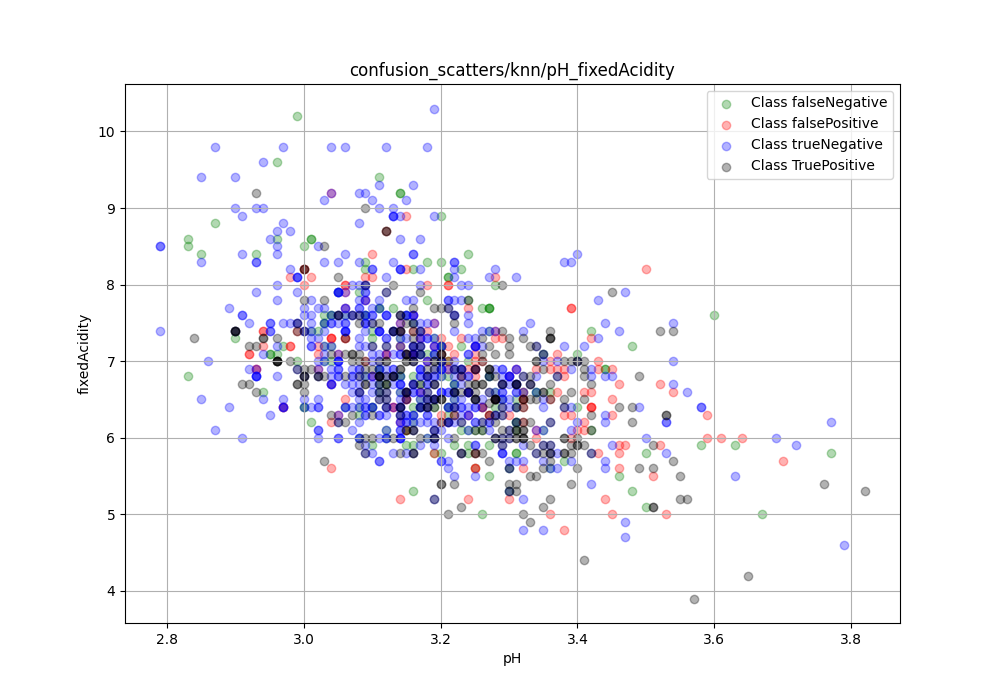 confusion_scatters/knn/pH_fixedAcidity
Class falseNegative
Class falsePositive
Class trueNegative
Class TruePositive
10
9
8
7
6
5
4
fixedAcidity
2.8 3.0 3.2 3.4 3.6 3.8
pH